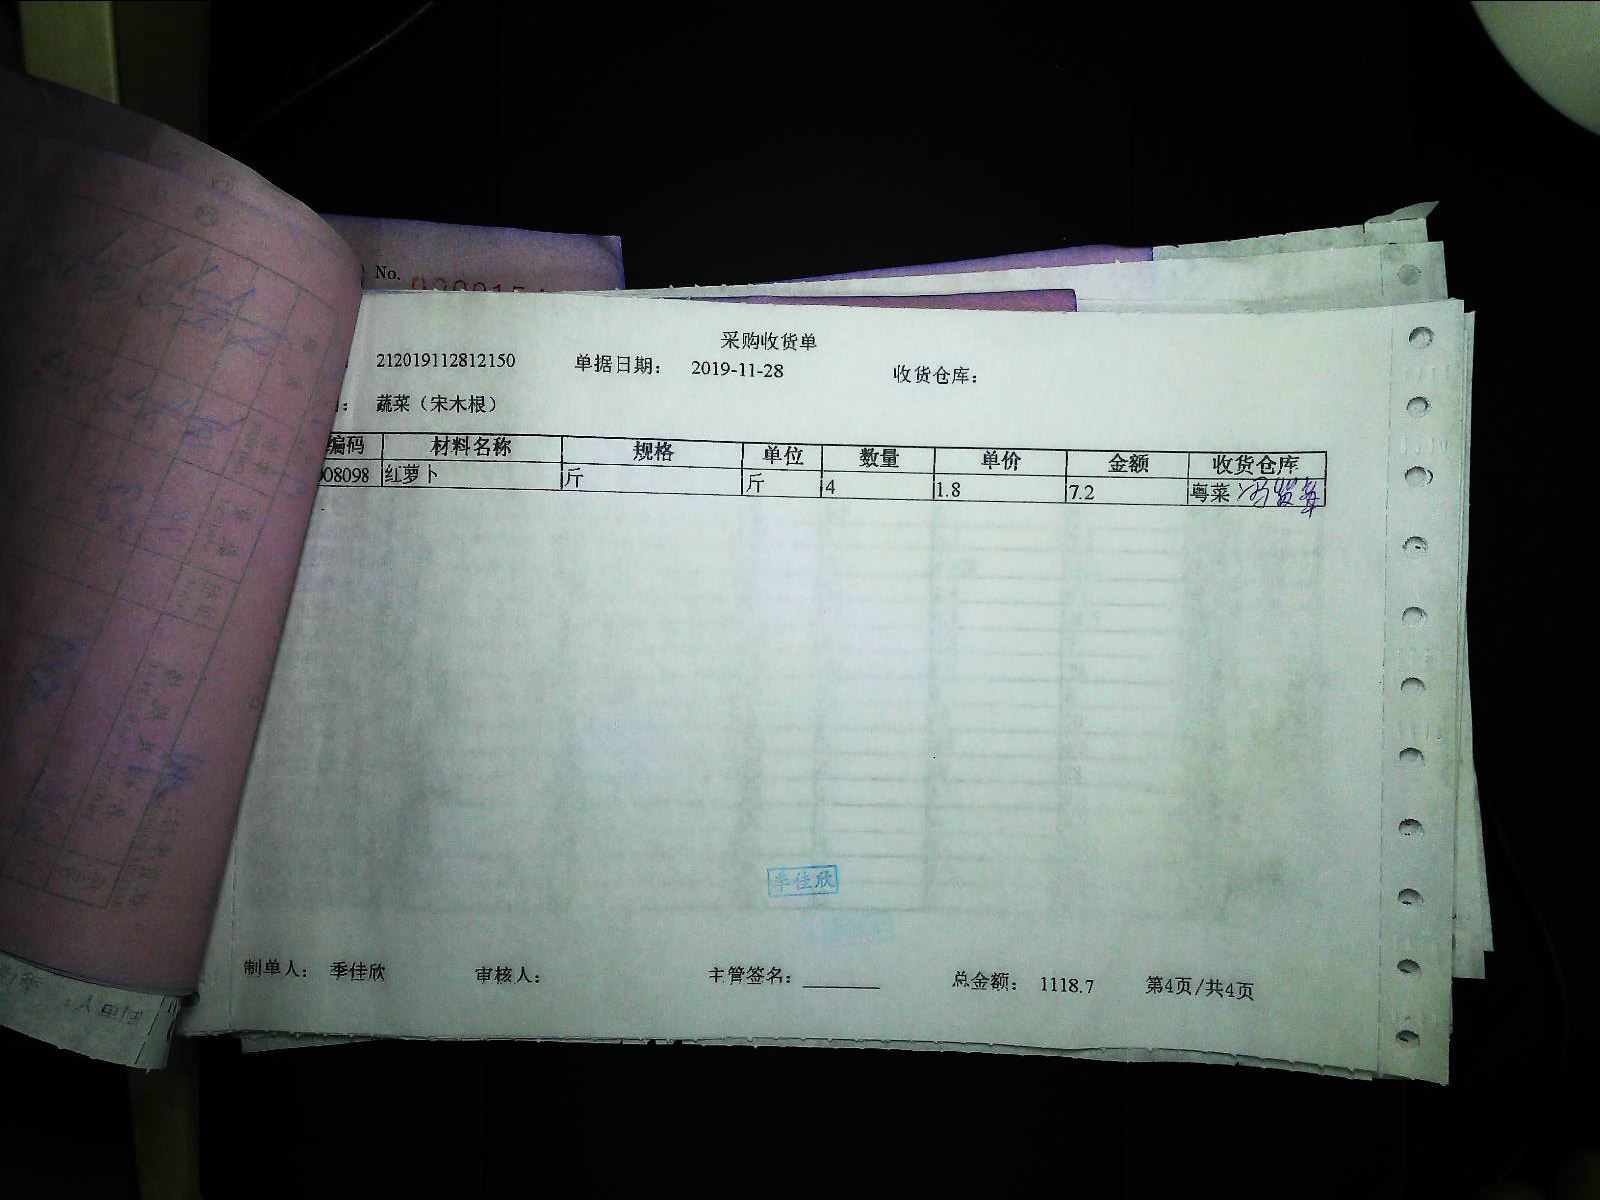 No.
采购收货单
212019112812150 单据日期: 2019-11-28 收货仓库:
: 蔬菜（宋木根）
编码 材料名称 规格 单位 数量 单价 金额 收货仓库
08098 红萝卜 斤 斤 4 1.8 7.2 粤菜
季佳欣
制单人: 季佳欣 审核人: 主管签名: ______ 总金额: 1118.7 第4页/共4页